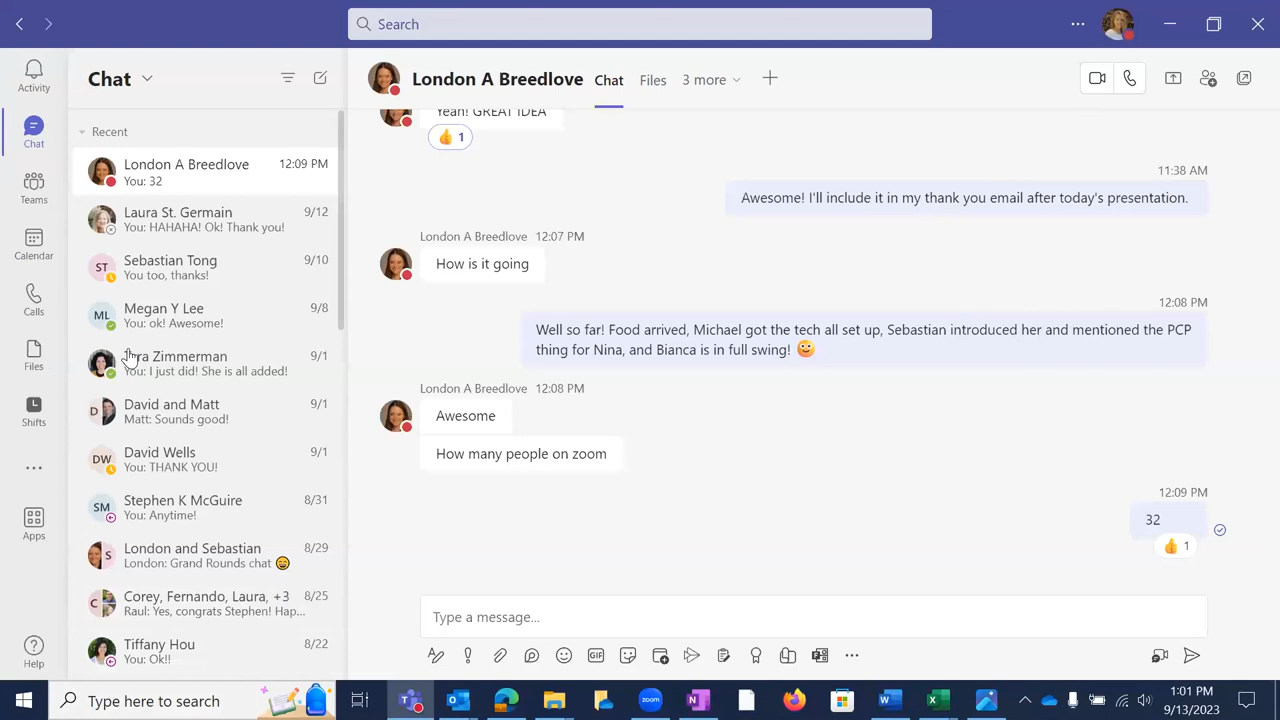 Search
Activity
Chat
Teams
Calendar
Calls
Files
Shifts
Apps
Help
Chat
Recent
London A Breedlove 12:09 PM
You: 32
Laura St. Germain 9/12
You: HAHAHA! Ok! Thank you!
ST Sebastian Tong 9/10
You too, thanks!
ML Megan Y Lee 9/8
You: ok! Awesome!
Zimmerman 9/1
You: I just did! She is all added!
D David and Matt 9/1
Matt: Sounds good!
DW David Wells 9/1
You: THANK YOU!
SM Stephen K McGuire 8/31
You: Anytime!
S London and Sebastian 8/29
London: Grand Rounds chat 😄
C Corey, Fernando, Laura, +3 8/25
Raul: Yes, congrats Stephen! Hap...
Tiffany Hou 8/22
You: Ok!!
London A Breedlove Chat Files 3 more
Yeah! GREAT IDEA
👍 1
11:38 AM
Awesome! I'll include it in my thank you email after today's presentation.
London A Breedlove 12:07 PM
How is it going
12:08 PM
Well so far! Food arrived, Michael got the tech all set up, Sebastian introduced her and mentioned the PCP
thing for Nina, and Bianca is in full swing! 😜
London A Breedlove 12:08 PM
Awesome
How many people on zoom
12:09 PM
32
👍 1
Type a message...
GIF
Type here to search
zoom
1:01 PM
9/13/2023